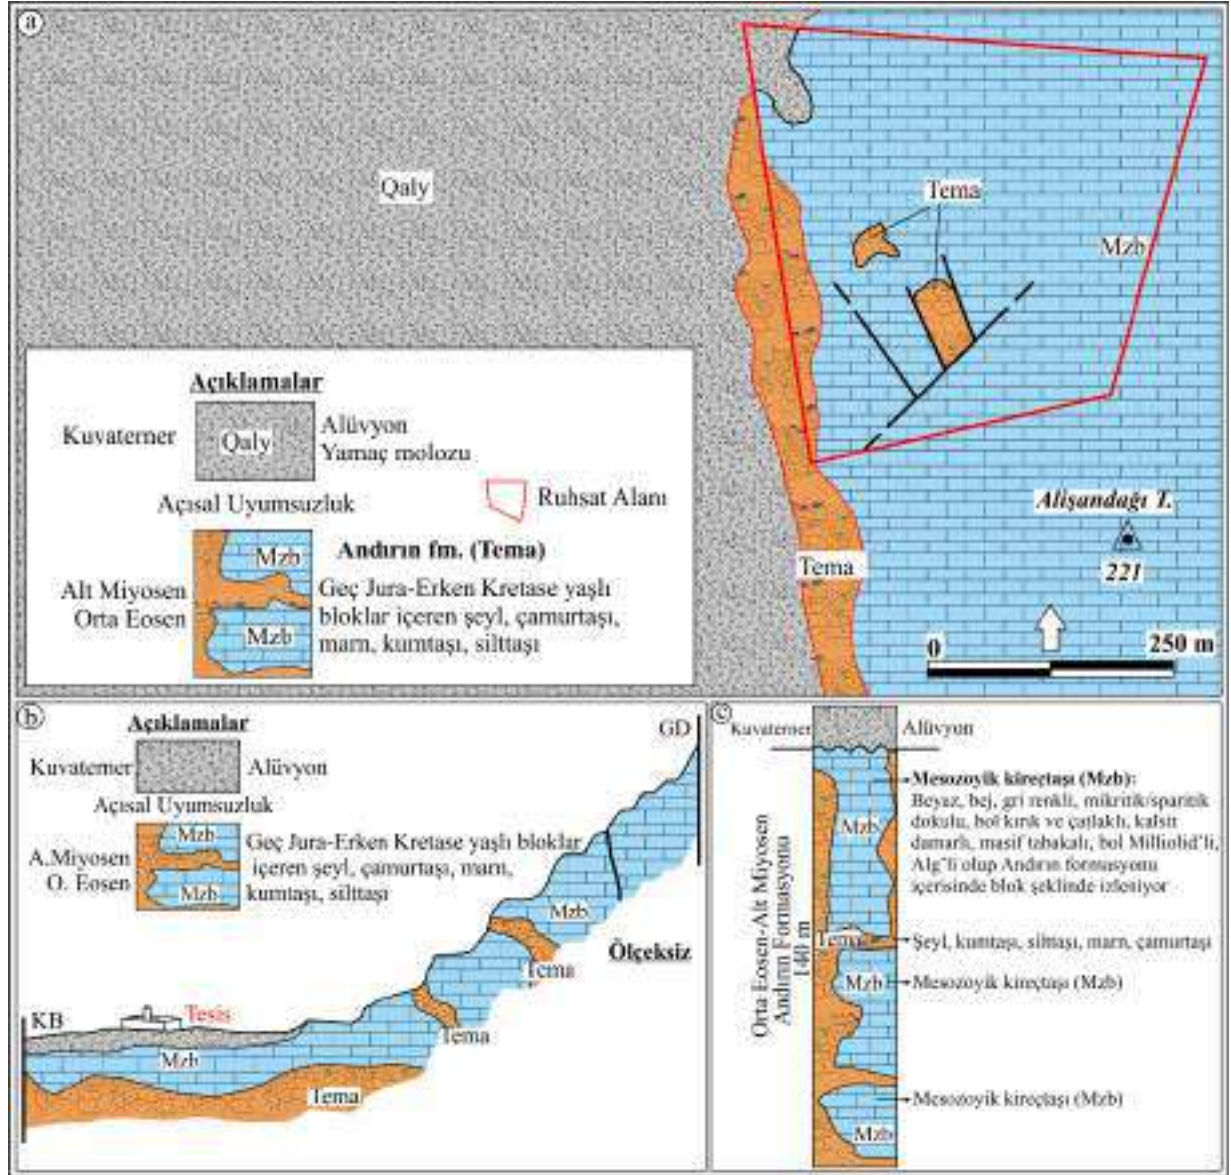 a
Qaly
Tema
Mzb
Açıklamalar
Kuvaterner
Qaly
Alüvyon
Yamaç molozu
Açısal Uyumsuzluk
Ruhsat Alanı
Mzb
Andırın fm. (Tema)
Alt Miyosen
Orta Eosen
Mzb
Geç Jura-Erken Kretase yaşlı
bloklar içeren şeyl, çamurtaşı,
marn, kumtaşı, silttaşı
Tema
Alişandağı T.
221
0
250 m
b
Açıklamalar
Kuvaterner
Alüvyon
Açısal Uyumsuzluk
Mzb
A.Miyosen
O. Eosen
Mzb
Geç Jura-Erken Kretase yaşlı bloklar
içeren şeyl, çamurtaşı, marn,
kumtaşı, silttaşı
GD
Mzb
Ölçeksiz
Tema
KB
Tesis
Tema
Mzb
Tema
c
Kuvaterner
Alüvyon
Orta Eosen-Alt Miyosen
Andırın Formasyonu
140 m
Mesozoyik kireçtaşı (Mzb):
Beyaz, bej, gri renkli, mikritik/sparitik
dokulu, bol kırık ve çatlaklı, kalsit
damarlı, masif tabakalı, bol Milliolid'li,
Alg'li olup Andırın formasyonu
içerisinde blok şeklinde izleniyor
Mzb
Tema
Şeyl, kumtaşı, silttaşı, marn, çamurtaşı
Mzb
Mesozoyik kireçtaşı (Mzb)
Mesozoyik kireçtaşı (Mzb)
Mzb